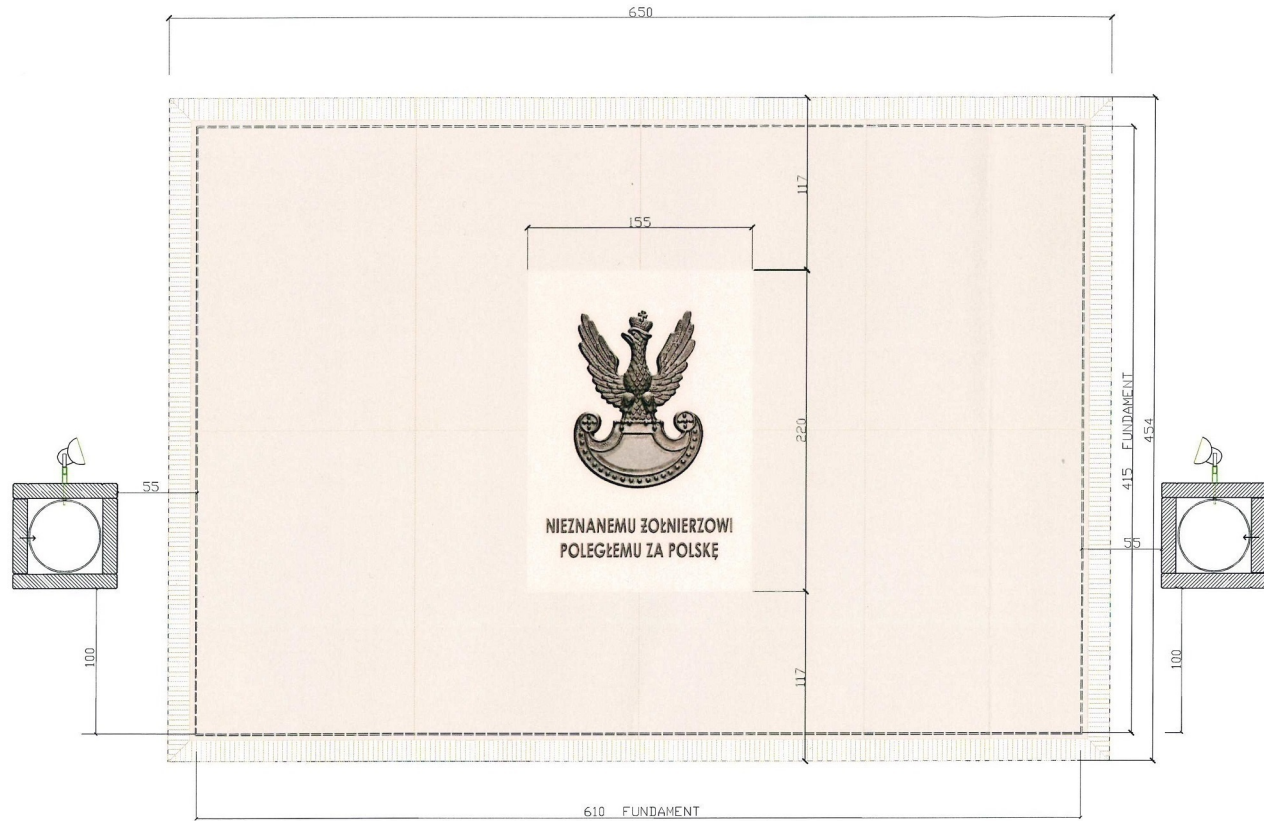 650
117
155
415 FUNDAMENT
454
220
55
NIEZNANEMU ŻOŁNIERZOWI
POLEGŁEMU ZA POLSKĘ
55
100
100
117
610 FUNDAMENT